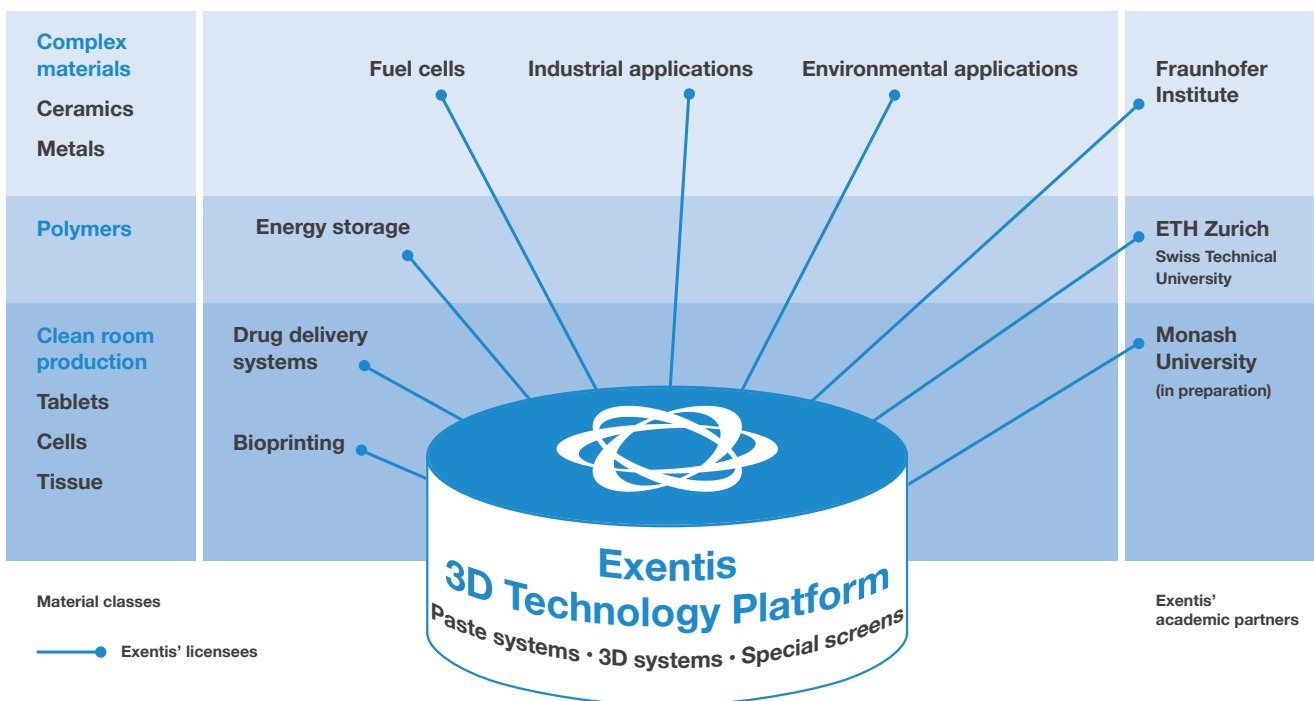 Complex
materials
Ceramics
Metals
Fuel cells
Industrial applications
Environmental applications
Fraunhofer
Institute
Polymers
Energy storage
ETH Zurich
Swiss Technical
University
Clean room
production
Tablets
Cells
Tissue
Drug delivery
systems
Bioprinting
Monash
University
(in preparation)
Exentis
3D Technology Platform
Paste systems · 3D systems · Special screens
Material classes
Exentis' licensees
Exentis'
academic partners